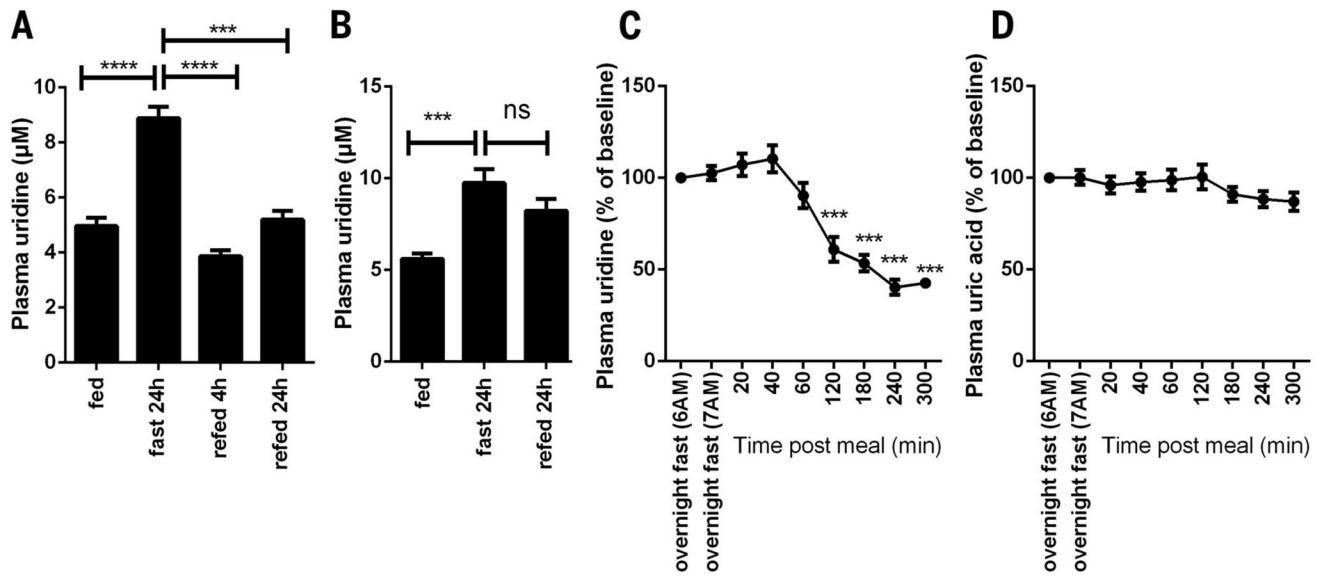 A
***
****
****
10
8
6
4
2
0
Plasma uridine (µM)
fed
fast 24h
refed 4h
refed 24h
B
***
ns
15
10
5
0
Plasma uridine (µM)
fed
fast 24h
refed 24h
C
150
100
50
0
Plasma uridine (% of baseline)
***
***
***
***
overnight fast (6AM)
overnight fast (7AM)
20
40
60
120
180
240
300
Time post meal (min)
D
150
100
50
0
Plasma uric acid (% of baseline)
overnight fast (6AM)
overnight fast (7AM)
20
40
60
120
180
240
300
Time post meal (min)